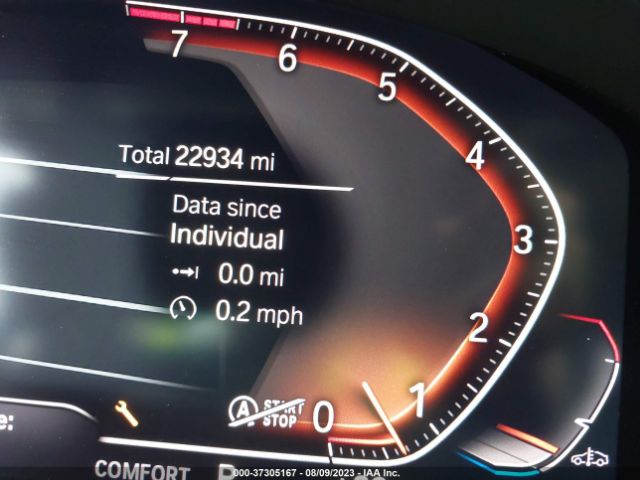 7
6
5
4
3
2
1
0
Total 22934 mi
Data since
Individual
0.0 mi
0.2 mph
A START
STOP
e:
COMFORT
000-37305167 - 08/09/2023 - IAA Inc.